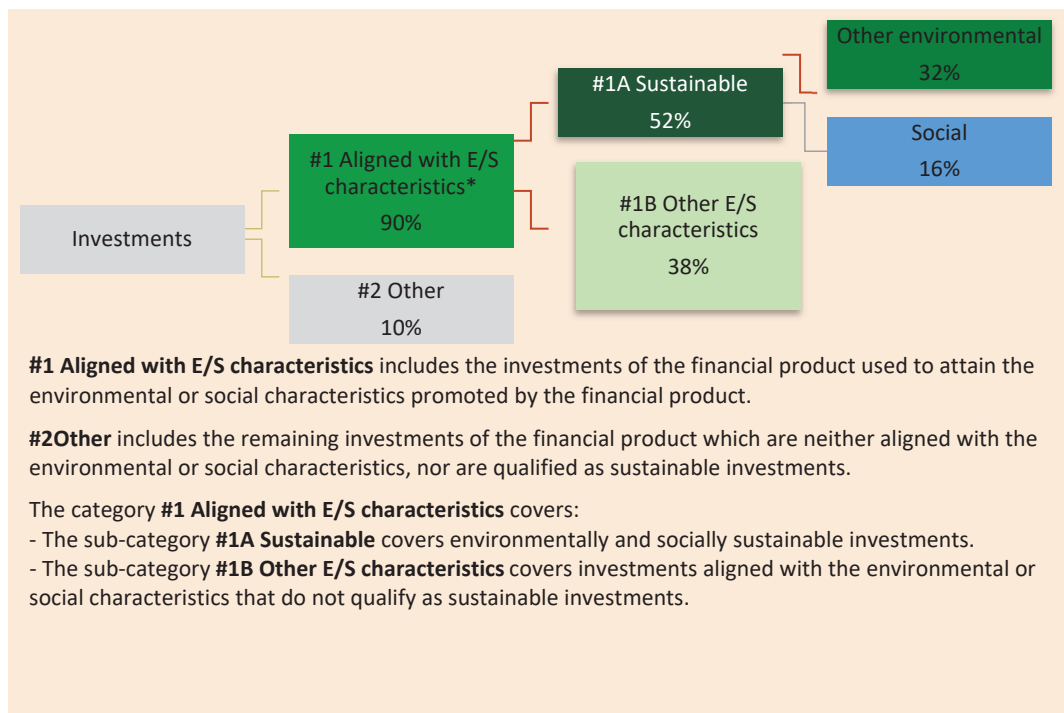 Other environmental
32%
#1A Sustainable
52%
Social
16%
#1 Aligned with E/S
characteristics*
90%
#1B Other E/S
characteristics
38%
Investments
#2 Other
10%
#1 Aligned with E/S characteristics includes the investments of the financial product used to attain the
environmental or social characteristics promoted by the financial product.
#2Other includes the remaining investments of the financial product which are neither aligned with the
environmental or social characteristics, nor are qualified as sustainable investments.
The category #1 Aligned with E/S characteristics covers:
- The sub-category #1A Sustainable covers environmentally and socially sustainable investments.
- The sub-category #1B Other E/S characteristics covers investments aligned with the environmental or
social characteristics that do not qualify as sustainable investments.